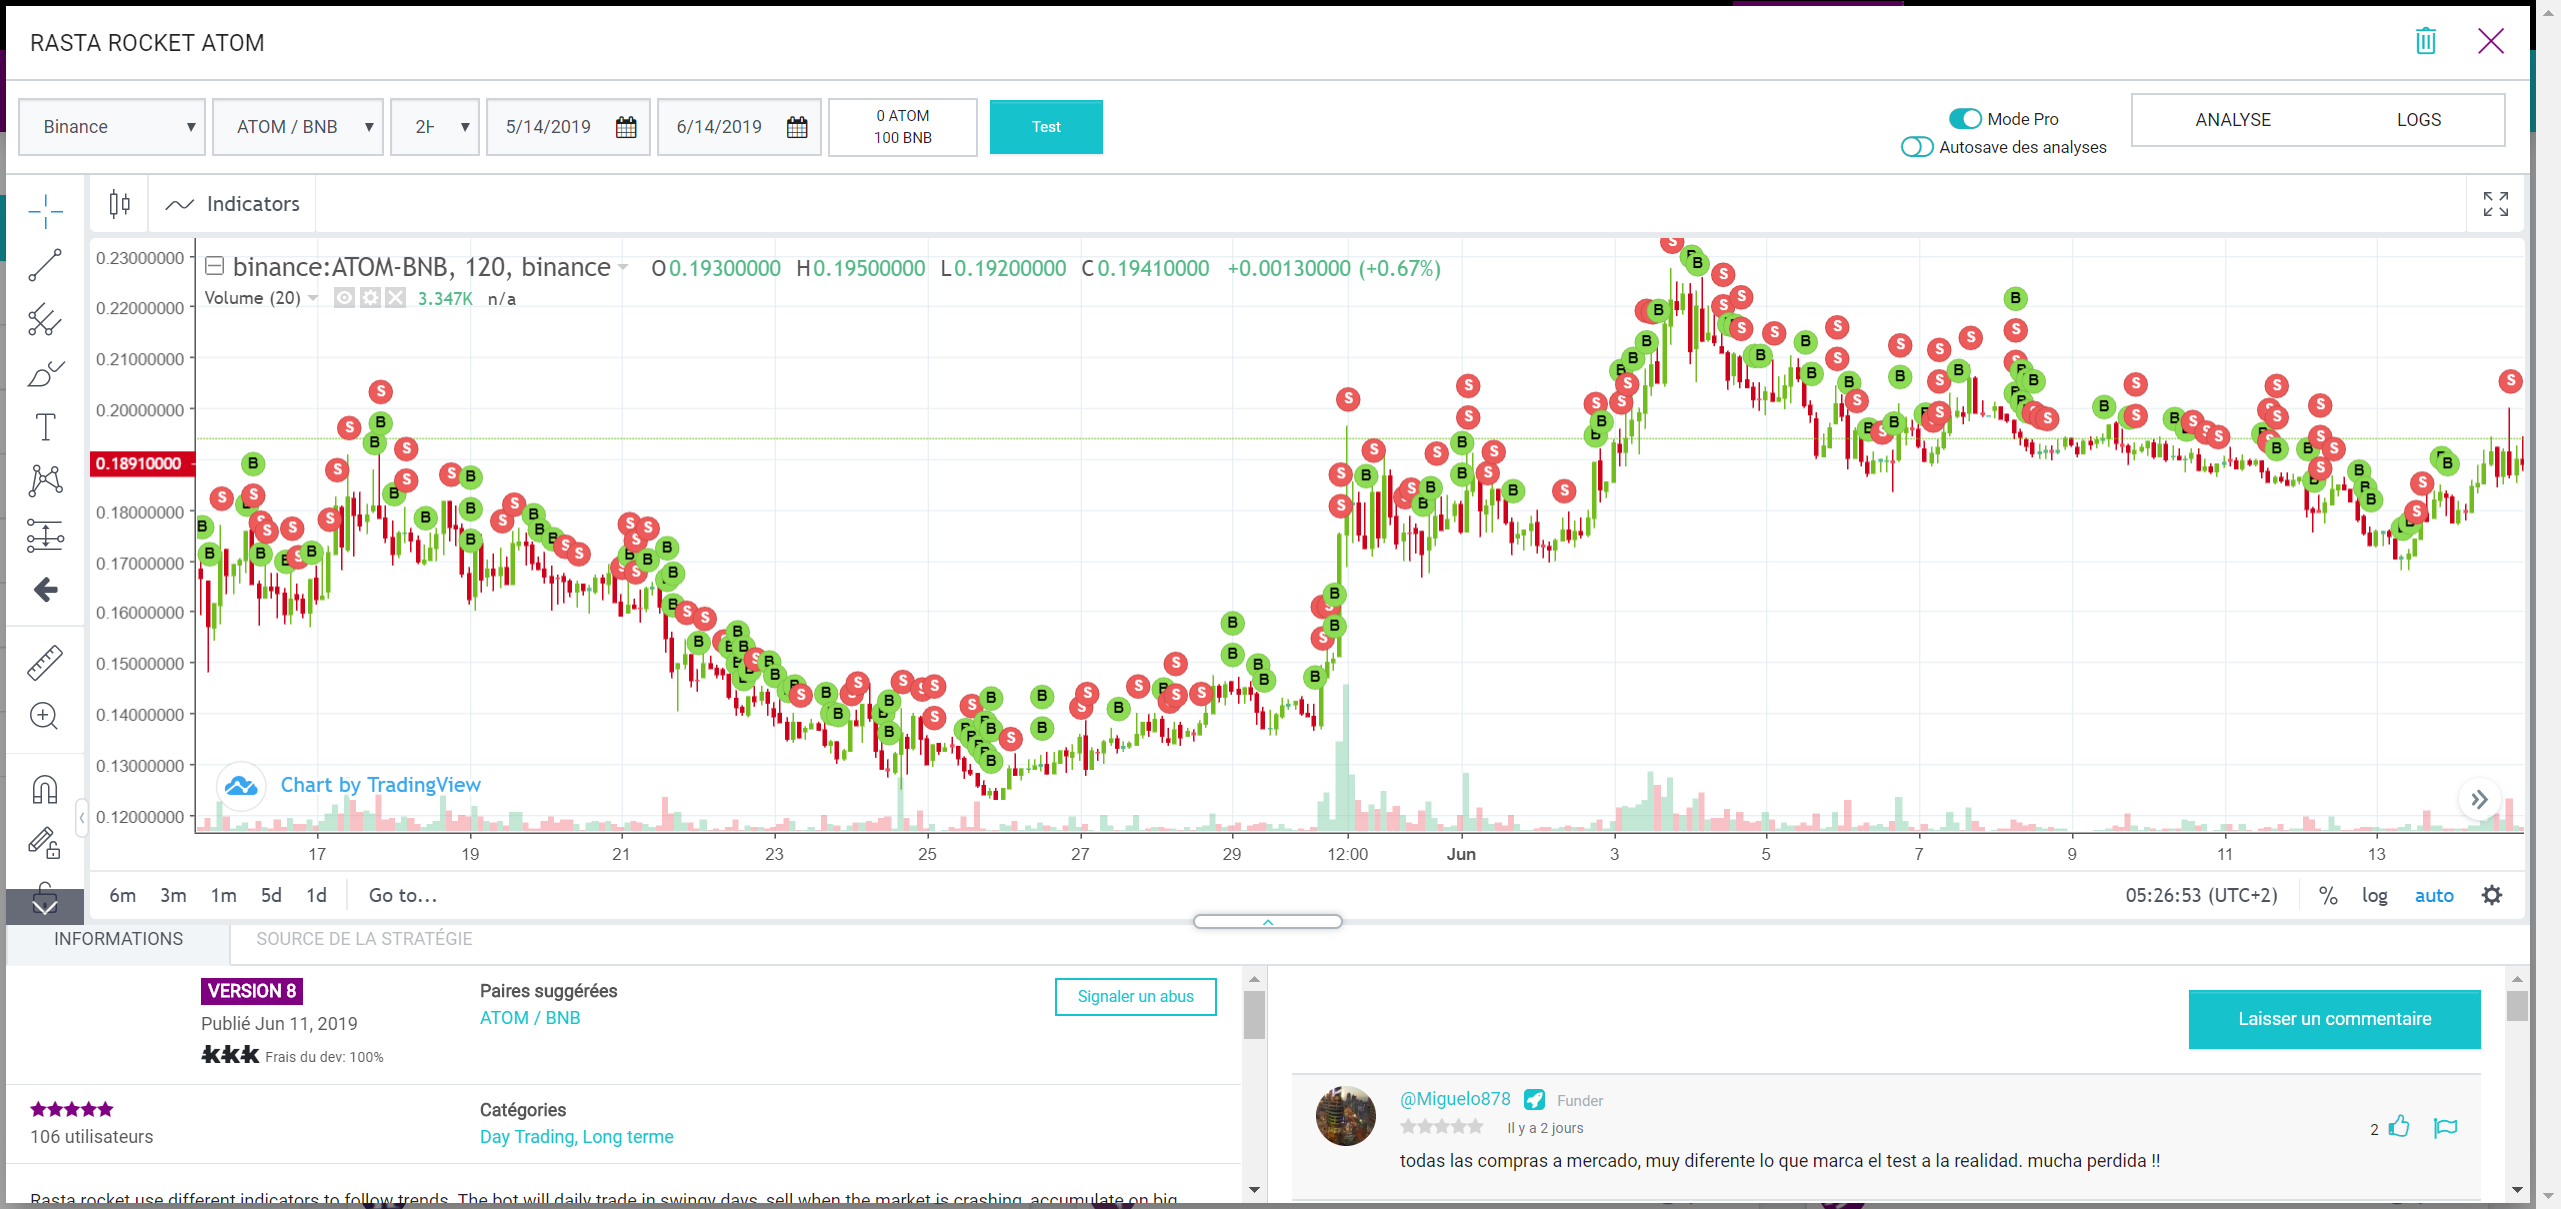 RASTA ROCKET ATOM
Binance
ATOM / BNB
2H
5/14/2019
6/14/2019
0 ATOM
100 BNB
Test
Mode Pro
Autosave des analyses
ANALYSE
LOGS
Indicators
binance:ATOM-BNB, 120, binance
O0.19300000 H0.19500000 L0.19200000 C0.19410000 +0.00130000 (+0.67%)
Volume (20)
3.347K n/a
0.23000000
0.22000000
0.21000000
0.20000000
0.18910000
0.18000000
0.17000000
0.16000000
0.15000000
0.14000000
0.13000000
0.12000000
Chart by TradingView
17 19 21 23 25 27 29 12:00 Jun 3 5 7 9 11 13
6m 3m 1m 5d 1d Go to...
05:26:53 (UTC+2) % log auto
INFORMATIONS
SOURCE DE LA STRATÉGIE
VERSION 8
Publié Jun 11, 2019
Frais du dev: 100%
Paires suggérées
ATOM / BNB
Signaler un abus
106 utilisateurs
Catégories
Day Trading, Long terme
Rasta rocket use different indicators to follow trends. The bot will daily trade in swingy days, sell when the market is crashing, accumulate on big
Laisser un commentaire
@Miguelo878 Funder
Il y a 2 jours
2
todas las compras a mercado, muy diferente lo que marca el test a la realidad. mucha perdida !!